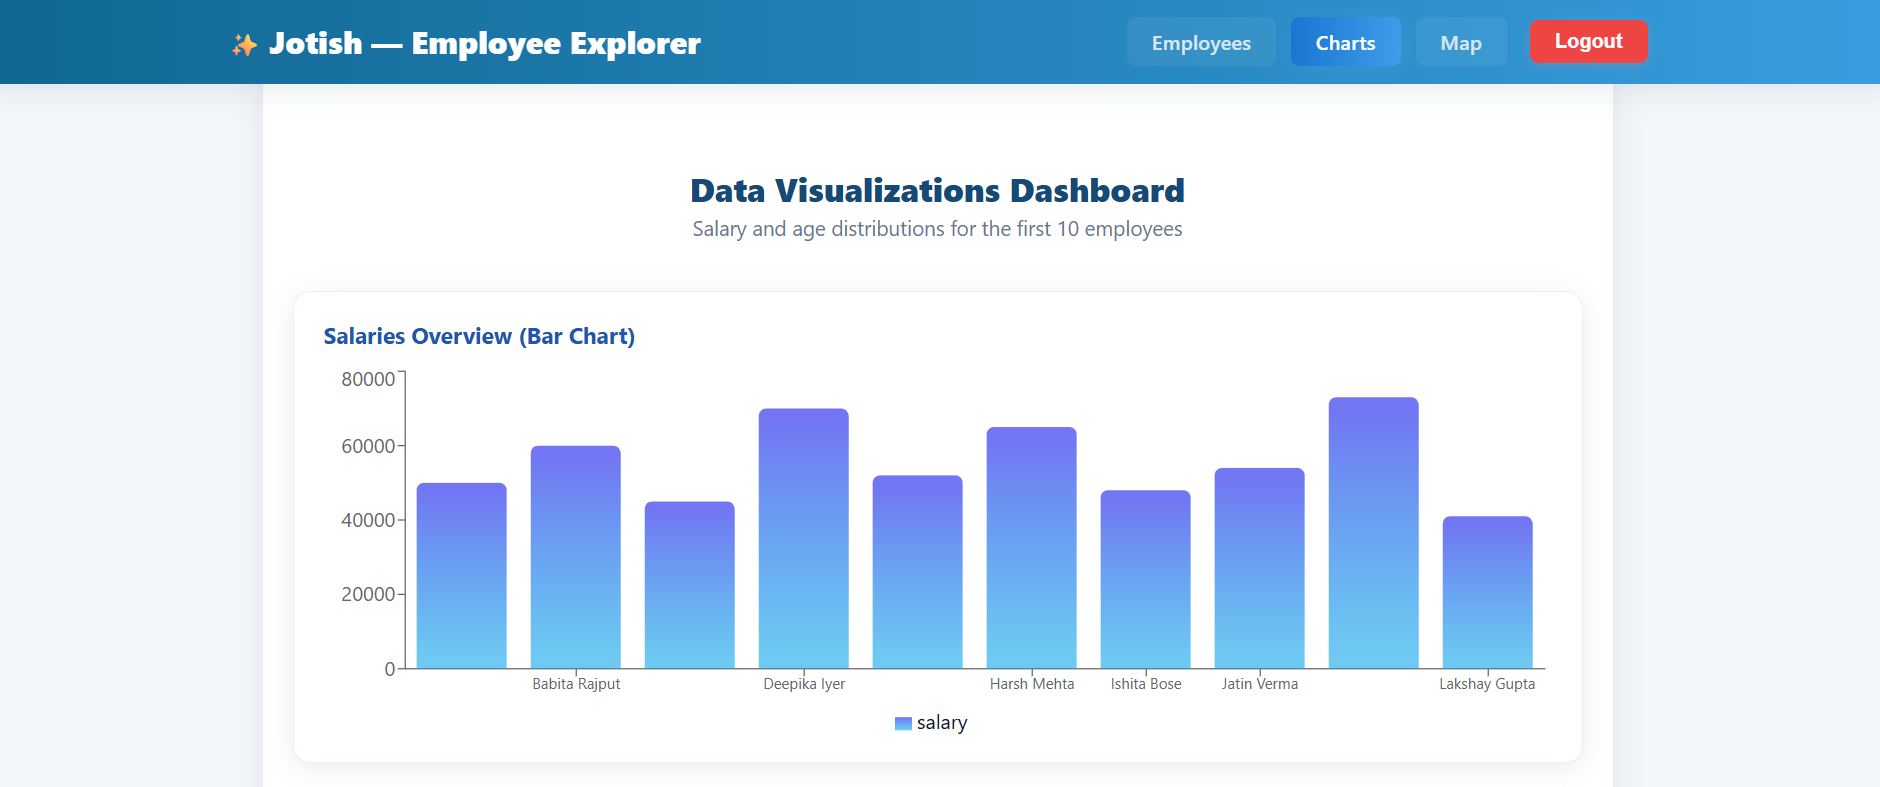 ✨ Jotish — Employee Explorer
Employees
Charts
Map
Logout
Data Visualizations Dashboard
Salary and age distributions for the first 10 employees
Salaries Overview (Bar Chart)
80000
60000
40000
20000
0
Babita Rajput
Deepika Iyer
Harsh Mehta
Ishita Bose
Jatin Verma
Lakshay Gupta
salary